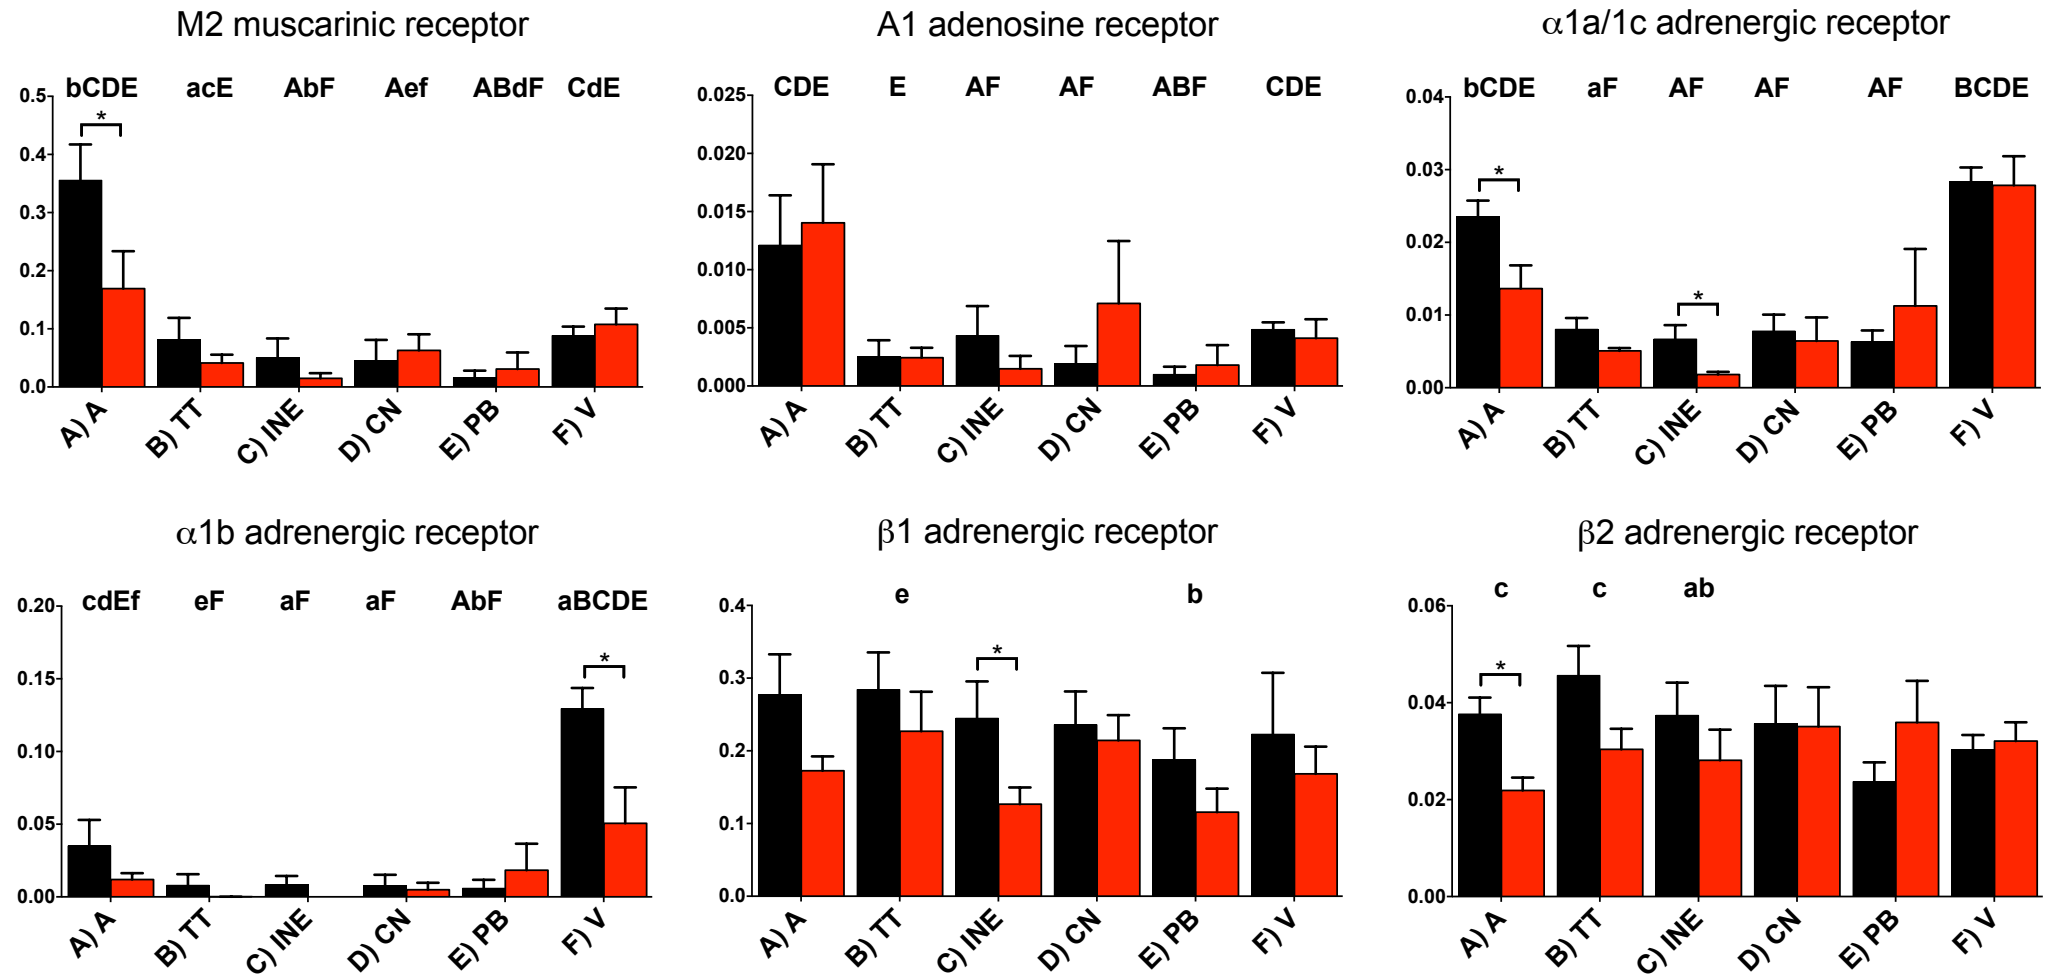 M2 muscarinic receptor
bCDE acE AbF Aef ABdF CdE
0.5
*
0.4
0.3
0.2
0.1
0.0
A) A B) TT C) INE D) CN E) PB F) V
A1 adenosine receptor
CDE E AF AF ABF CDE
0.025
0.020
0.015
0.010
0.005
0.000
A) A B) TT C) INE D) CN E) PB F) V
α1a/1c adrenergic receptor
bCDE aF AF AF AF BCDE
0.04
0.03
*
0.02
*
0.01
0.00
A) A B) TT C) INE D) CN E) PB F) V
α1b adrenergic receptor
cdEf eF aF aF AbF aBCDE
0.20
*
0.15
0.10
0.05
0.00
A) A B) TT C) INE D) CN E) PB F) V
β1 adrenergic receptor
e b
0.4
*
0.3
0.2
0.1
0.0
A) A B) TT C) INE D) CN E) PB F) V
β2 adrenergic receptor
c c ab
0.06
*
0.04
0.02
0.00
A) A B) TT C) INE D) CN E) PB F) V